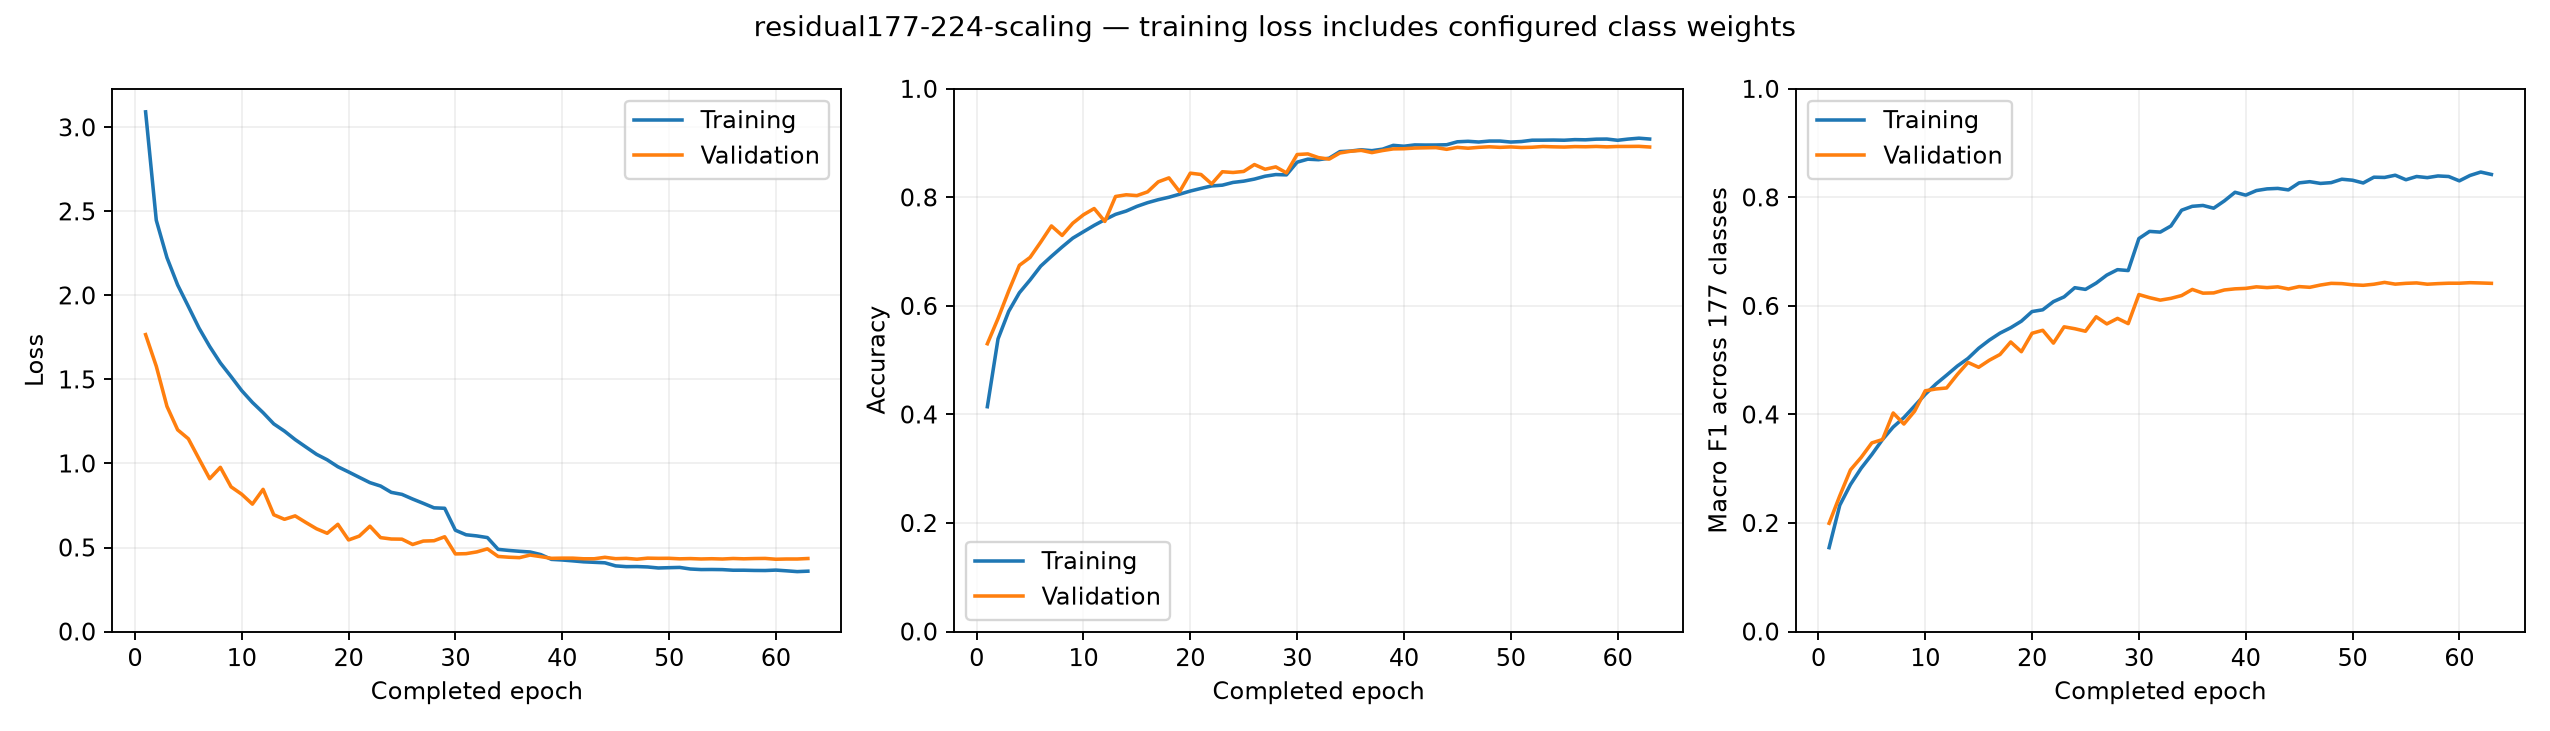 residual177-224-scaling — training loss includes configured class weights
Loss
3.0
2.5
2.0
1.5
1.0
0.5
0.0
Training
Validation
0 10 20 30 40 50 60
Completed epoch
Accuracy
1.0
0.8
0.6
0.4
0.2
0.0
Training
Validation
0 10 20 30 40 50 60
Completed epoch
Macro F1 across 177 classes
1.0
0.8
0.6
0.4
0.2
0.0
Training
Validation
0 10 20 30 40 50 60
Completed epoch